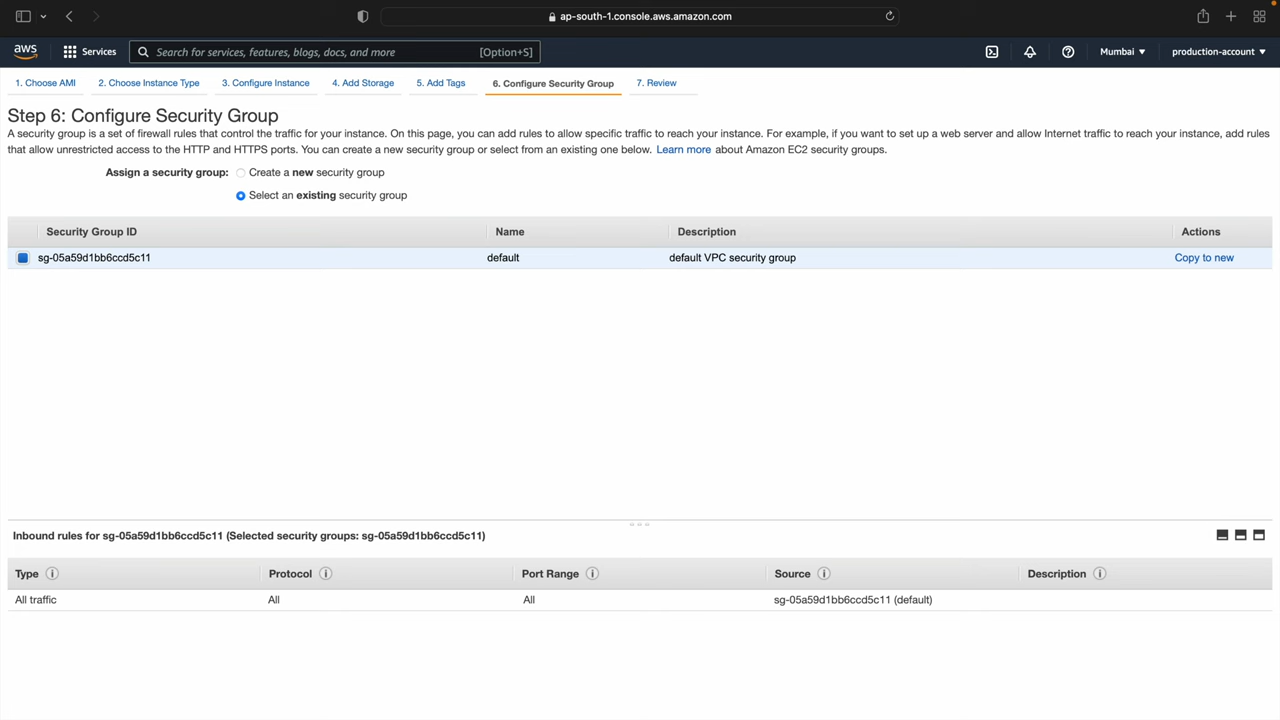 ap-south-1.console.aws.amazon.com
aws Services Search for services, features, blogs, docs, and more [Option+S] Mumbai ▼ production-account ▼
1. Choose AMI 2. Choose Instance Type 3. Configure Instance 4. Add Storage 5. Add Tags 6. Configure Security Group 7. Review
Step 6: Configure Security Group
A security group is a set of firewall rules that control the traffic for your instance. On this page, you can add rules to allow specific traffic to reach your instance. For example, if you want to set up a web server and allow Internet traffic to reach your instance, add rules
that allow unrestricted access to the HTTP and HTTPS ports. You can create a new security group or select from an existing one below. Learn more about Amazon EC2 security groups.
Assign a security group: Create a new security group
Select an existing security group
Security Group ID Name Description Actions
sg-05a59d1bb6ccd5c11 default default VPC security group Copy to new
Inbound rules for sg-05a59d1bb6ccd5c11 (Selected security groups: sg-05a59d1bb6ccd5c11)
Type i Protocol i Port Range i Source i Description i
All traffic All All sg-05a59d1bb6ccd5c11 (default)